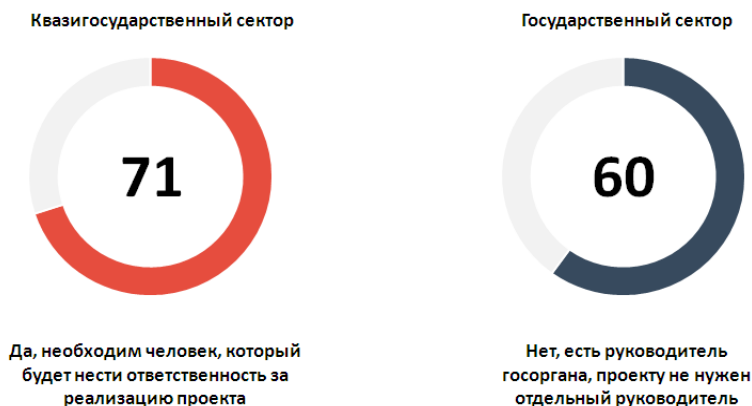 Квазигосударственный сектор
Государственный сектор
71
60
Да, необходим человек, который
будет нести ответственность за
реализацию проекта
Нет, есть руководитель
госоргана, проекту не нужен
отдельный руководитель